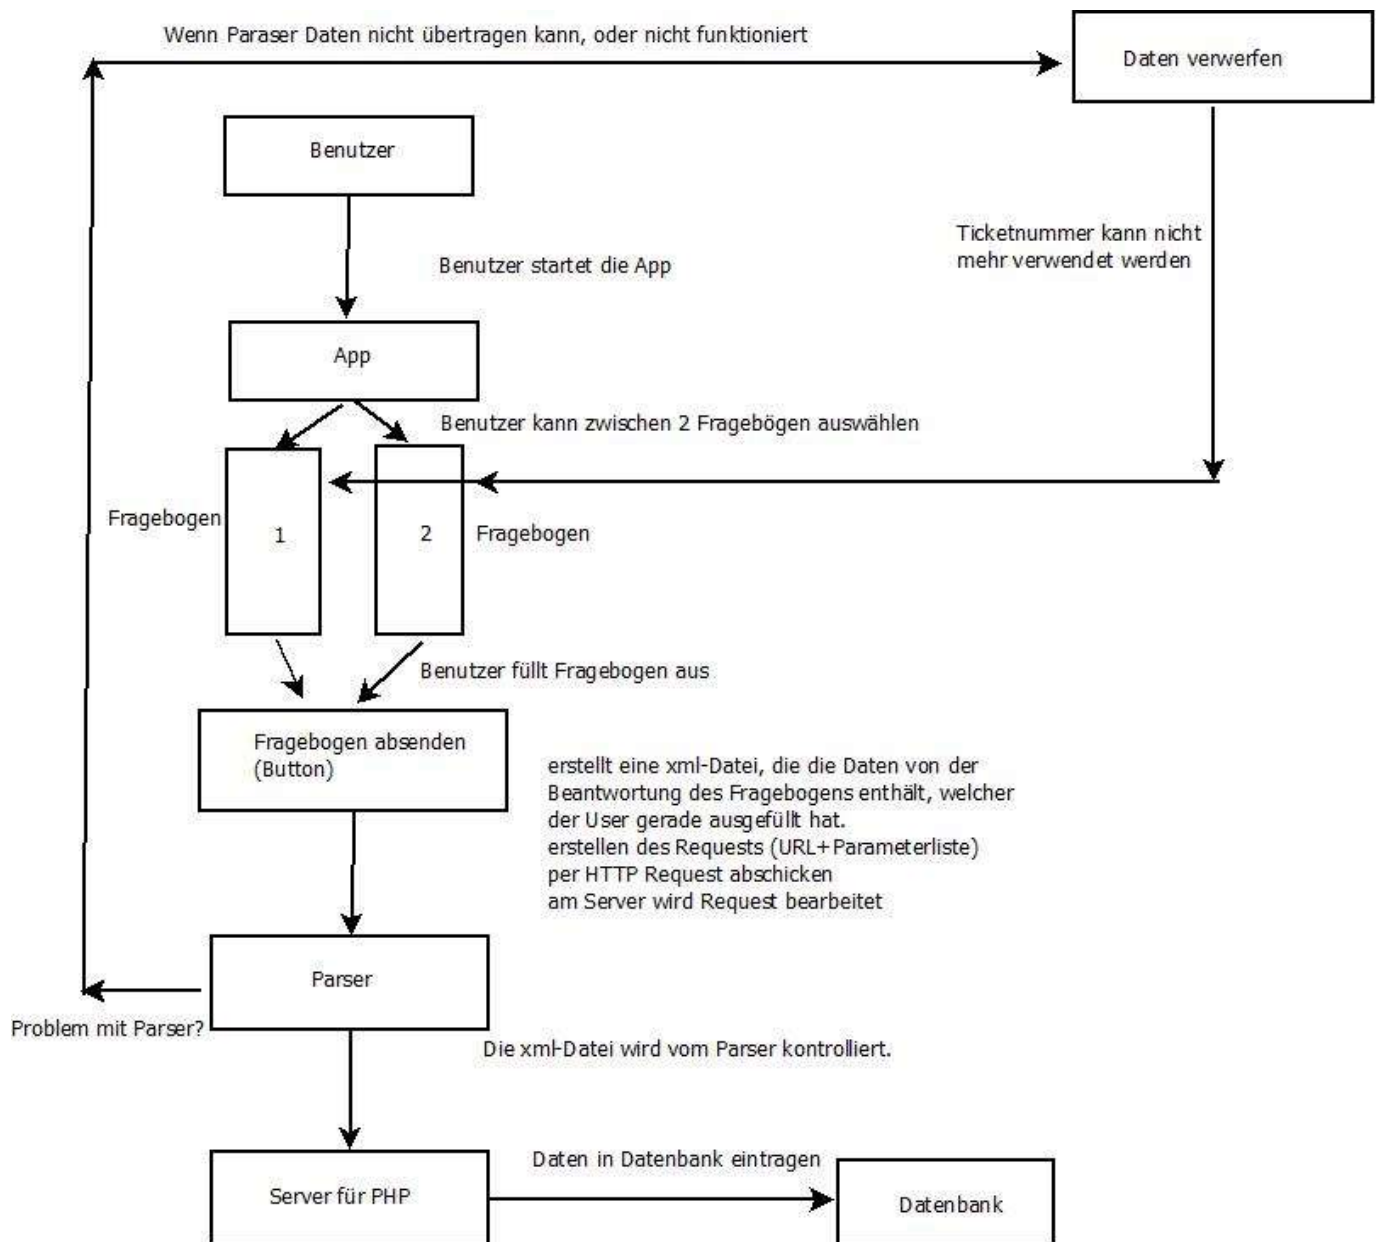 Wenn Paraser Daten nicht übertragen kann, oder nicht funktioniert
Daten verwerfen
Benutzer
Ticketnummer kann nicht
mehr verwendet werden
Benutzer startet die App
App
Benutzer kann zwischen 2 Fragebögen auswählen
Fragebogen
1
2
Fragebogen
Benutzer füllt Fragebogen aus
Fragebogen absenden
(Button)
erstellt eine xml-Datei, die die Daten von der
Beantwortung des Fragebogens enthält, welcher
der User gerade ausgefüllt hat.
erstellen des Requests (URL+Parameterliste)
per HTTP Request abschicken
am Server wird Request bearbeitet
Parser
Problem mit Parser?
Die xml-Datei wird vom Parser kontrolliert.
Daten in Datenbank eintragen
Server für PHP
Datenbank